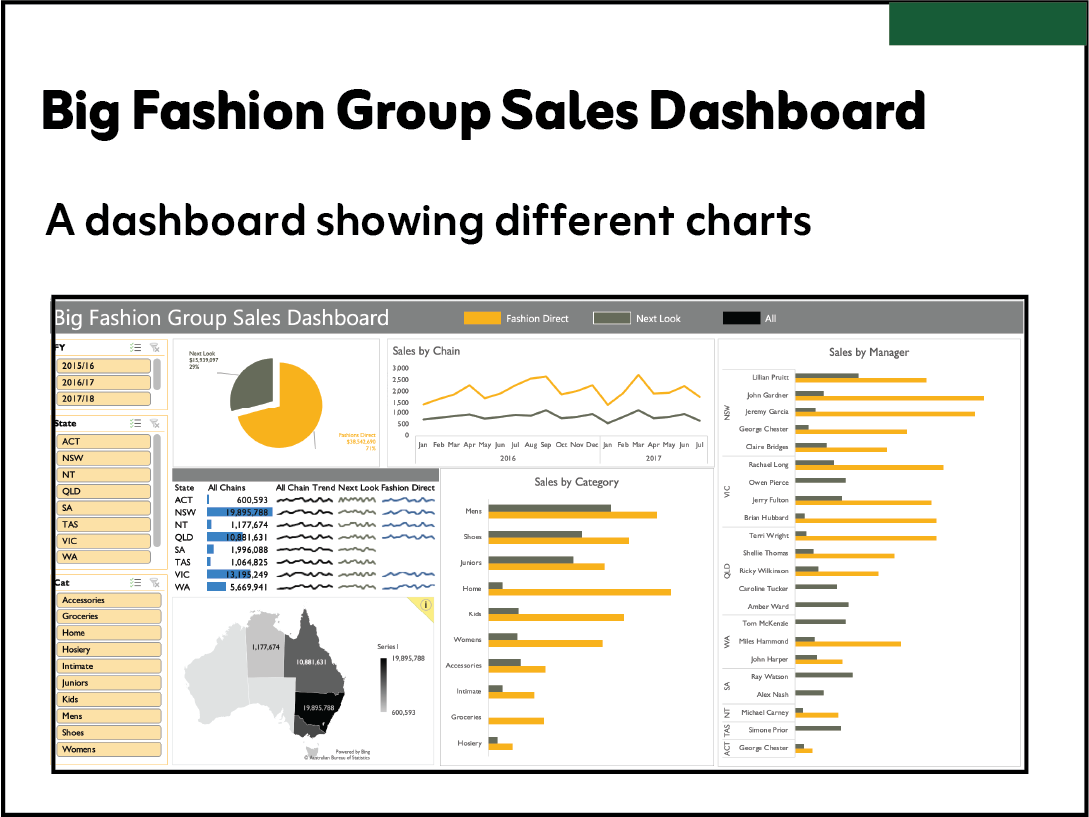 Big Fashion Group Sales Dashboard
A dashboard showing different charts
Big Fashion Group Sales Dashboard
Fashion Direct
Next Look
All
FY
2015/16
2016/17
2017/18
State
ACT
NSW
NT
QLD
SA
TAS
VIC
WA
Cat
Accessories
Groceries
Home
Hosiery
Intimate
Juniors
Kids
Mens
Shoes
Womens
Next Look
$15,939,097
29%
Fashions Direct
$38,542,690
71%
Sales by Chain
3,000
2,500
2,000
1,500
1,000
500
0
Jan Feb Mar Apr May Jun Jul Aug Sep Oct Nov Dec Jan Feb Mar Apr May Jun Jul
2016 2017
State All Chains All Chain Trend Next Look Fashion Direct
ACT 600,593
NSW 19,895,788
NT 1,177,674
QLD 10,881,631
SA 1,996,088
TAS 1,064,825
VIC 13,195,249
WA 5,669,941
i
1,177,674
10,881,631
19,895,788
Series1
19,895,788
600,593
Powered by Bing
© Australian Bureau of Statistics
Sales by Category
Mens
Shoes
Juniors
Home
Kids
Womens
Accessories
Intimate
Groceries
Hosiery
Sales by Manager
NSW
Lillian Pruitt
John Gardner
Jeremy Garcia
George Chester
Claire Bridges
VIC
Rachael Long
Owen Pierce
Jerry Fulton
Brian Hubbard
QLD
Terri Wright
Shellie Thomas
Ricky Wilkinson
Caroline Tucker
Amber Ward
WA
Tom McKenzie
Miles Hammond
John Harper
SA
Ray Watson
Alex Nash
NT
Michael Carney
TAS
Simone Prior
ACT
George Chester